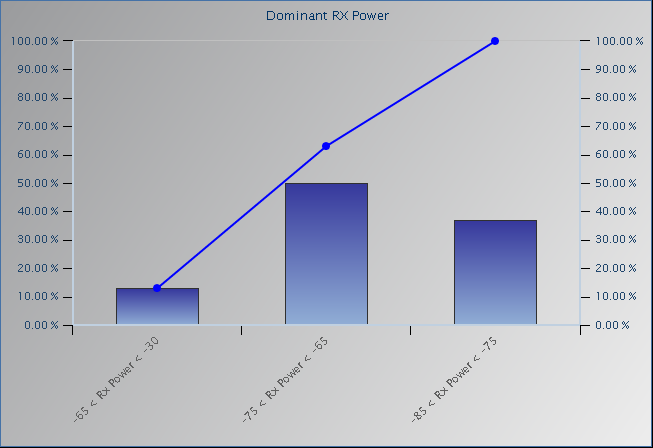 Dominant RX Power
100.00 % 100.00 %
90.00 % 90.00 %
80.00 % 80.00 %
70.00 % 70.00 %
60.00 % 60.00 %
50.00 % 50.00 %
40.00 % 40.00 %
30.00 % 30.00 %
20.00 % 20.00 %
10.00 % 10.00 %
0.00 % 0.00 %
-65 < Rx Power < -30
-75 < Rx Power < -65
-85 < Rx Power < -75